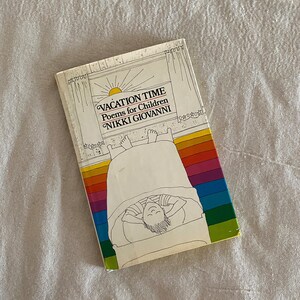 VACATION TIME
Poems for Children
NIKKI GIOVANNI